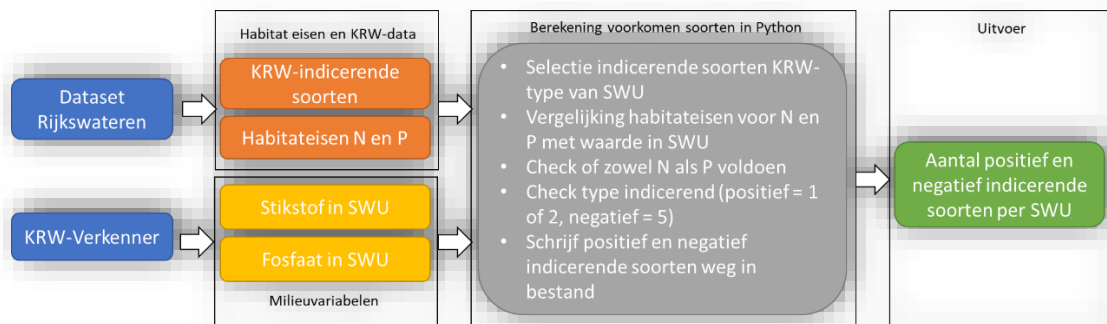 Habitat eisen en KRW-data
Berekening voorkomen soorten in Python
Uitvoer
Dataset
Rijkswateren
KRW-indicerende
soorten
Habitateisen N en P
KRW-Verkenner
Stikstof in SWU
Fosfaat in SWU
Milieuvariabelen
• Selectie indicerende soorten KRW-
type van SWU
• Vergelijking habitateisen voor N en
P met waarde in SWU
• Check of zowel N als P voldoen
• Check type indicerend (positief = 1
of 2, negatief = 5)
• Schrijf positief en negatief
indicerende soorten weg in
bestand
Aantal positief en
negatief indicerende
soorten per SWU